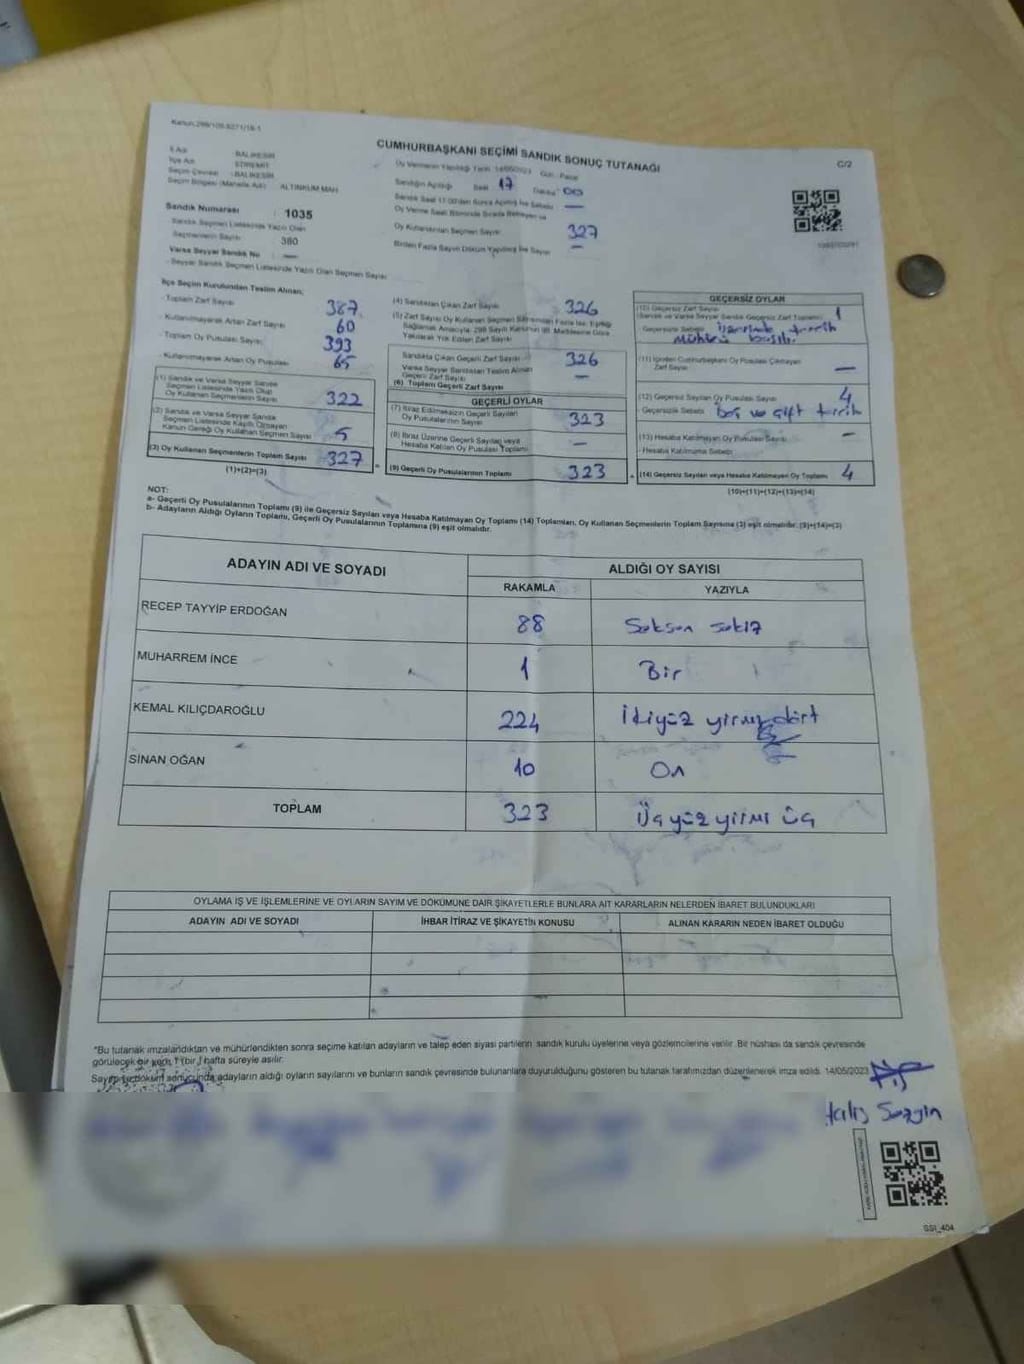 Kanun:298/105-6271/18-1
CUMHURBAŞKANI SEÇİMİ SANDIK SONUÇ TUTANAĞI
C/2
İl Adı : BALIKESİR
İlçe Adı : EDREMİT
Seçim Çevresi : BALIKESİR
Seçim Bölgesi (Mahalle Adı) : ALTINKUM MAH.
Sandık Numarası : 1035
Sandık Seçmen Listesinde Yazılı Olan
Seçmenlerin Sayısı : 380
Varsa Seyyar Sandık No : —
- Seyyar Sandık Seçmen Listesinde Yazılı Olan Seçmen Sayısı:
Oy Vermenin Yapıldığı Tarih 14/05/2023 Gün : Pazar
Sandığın Açıldığı Saat 17 Dakika 00
Sandık Saat 17:00'den Sonra Açılmış İse Sebebi —
Oy Verme Saati Bitiminde Sırada Bekleyen ve
Oy Kullananları Seçmen Sayısı 327
Birden Fazla Sayım Döküm Yapılmış İse Sayısı —
İlçe Seçim Kurulundan Teslim Alınan;
- Toplam Zarf Sayısı 387
- Kullanılmayarak Artan Zarf Sayısı 60
- Toplam Oy Pusulası Sayısı 393
- Kullanılmayarak Artan Oy Pusulası 65
(1) Sandık ve Varsa Seyyar Sandık
Seçmen Listesinde Yazılı Olup
Oy Kullanan Seçmenlerin Sayısı 322
(2) Sandık ve Varsa Seyyar Sandık
Seçmen Listesinde Kayıtlı Olmayan
Kanun Gereği Oy Kullanan Seçmen Sayısı 5
(3) Oy Kullanan Seçmenlerin Toplam Sayısı 327
(1)+(2)=(3)
(4) Sandıktan Çıkan Zarf Sayısı 326
(5) Zarf Sayısı Oy Kullanan Seçmen Sayısından Fazla İse, Eşitliği
Sağlamak Amacıyla, 298 Sayılı Kanunun 98. Maddesine Göre
Yakılarak Yok Edilen Zarf Sayısı
Sandıkta Çıkan Geçerli Zarf Sayısı 326
Varsa Seyyar Sandıktan Teslim Alınan
Geçerli Zarf Sayısı —
(6) Toplam Geçerli Zarf Sayısı
GEÇERLİ OYLAR
(7) İtiraz Edilmeksizin Geçerli Sayılan
Oy Pusulalarının Sayısı 323
(8) İtiraz Üzerine Geçerli Sayılan veya
Hesaba Katılan Oy Pusulası Toplamı —
(9) Geçerli Oy Pusulalarının Toplamı 323
GEÇERSİZ OYLAR
(10) Geçersiz Zarf Sayısı
(Sandık ve Varsa Seyyar Sandık Geçersiz Zarf Toplamı) 1
Geçersizlik Sebebi içerinde tercih
mühürü basılı.
(11) İçinden Cumhurbaşkanı Oy Pusulası Çıkmayan
Zarf Sayısı —
(12) Geçersiz Sayılan Oy Pusulası Sayısı 4
Geçersizlik Sebebi boş ve çift tercih
(13) Hesaba Katılmayan Oy Pusulası Sayısı —
- Hesaba Katılmama Sebebi
(14) Geçersiz Sayılan veya Hesaba Katılmayan Oy Toplamı 4
(10)+(11)+(12)+(13)=(14)
NOT:
a- Geçerli Oy Pusulalarının Toplamı (9) ile Geçersiz Sayılan veya Hesaba Katılmayan Oy Toplamı (14) Toplamları, Oy Kullanan Seçmenlerin Toplam Sayısına (3) eşit olmalıdır. (9)+(14)=(3)
b- Adayların Aldığı Oyların Toplamı, Geçerli Oy Pusulalarının Toplamına (9) eşit olmalıdır.
ADAYIN ADI VE SOYADI ALDIĞI OY SAYISI
RAKAMLA YAZIYLA
RECEP TAYYİP ERDOĞAN 88 Seksen sekiz
MUHARREM İNCE 1 Bir
KEMAL KILIÇDAROĞLU 224 İkiyüz yirmi dört
SİNAN OĞAN 10 On
TOPLAM 323 Üçyüz yirmi üç
OYLAMA İŞ VE İŞLEMLERİNE VE OYLARIN SAYIM VE DÖKÜMÜNE DAİR ŞİKAYETLERLE BUNLARA AİT KARARLARIN NELERDEN İBARET BULUNDUKLARI
ADAYIN ADI VE SOYADI İHBAR İTİRAZ VE ŞİKAYETİN KONUSU ALINAN KARARIN NEDEN İBARET OLDUĞU
*Bu tutanak imzalandıktan ve mühürlendikten sonra seçime katılan adayların ve talep eden siyasi partilerin sandık kurulu üyelerine veya gözlemcilerine verilir. Bir nüshası da sandık çevresinde
görülecek bir yere 1 (bir) hafta süreyle asılır.
Sayım ve döküm sonucunda adayların aldığı oyların sayılarını ve bunların sandık çevresinde bulunanlara duyurulduğunu gösteren bu tutanak tarafımızdan düzenlenerek imza edildi. 14/05/2023
Halis Sezgin
GSI_404